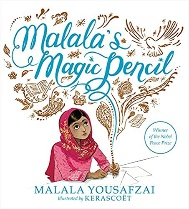 Malala's
Magic Pencil
Winner of
the Nobel
Peace Prize
MALALA YOUSAFZAI
Illustrated by KERASCOËT